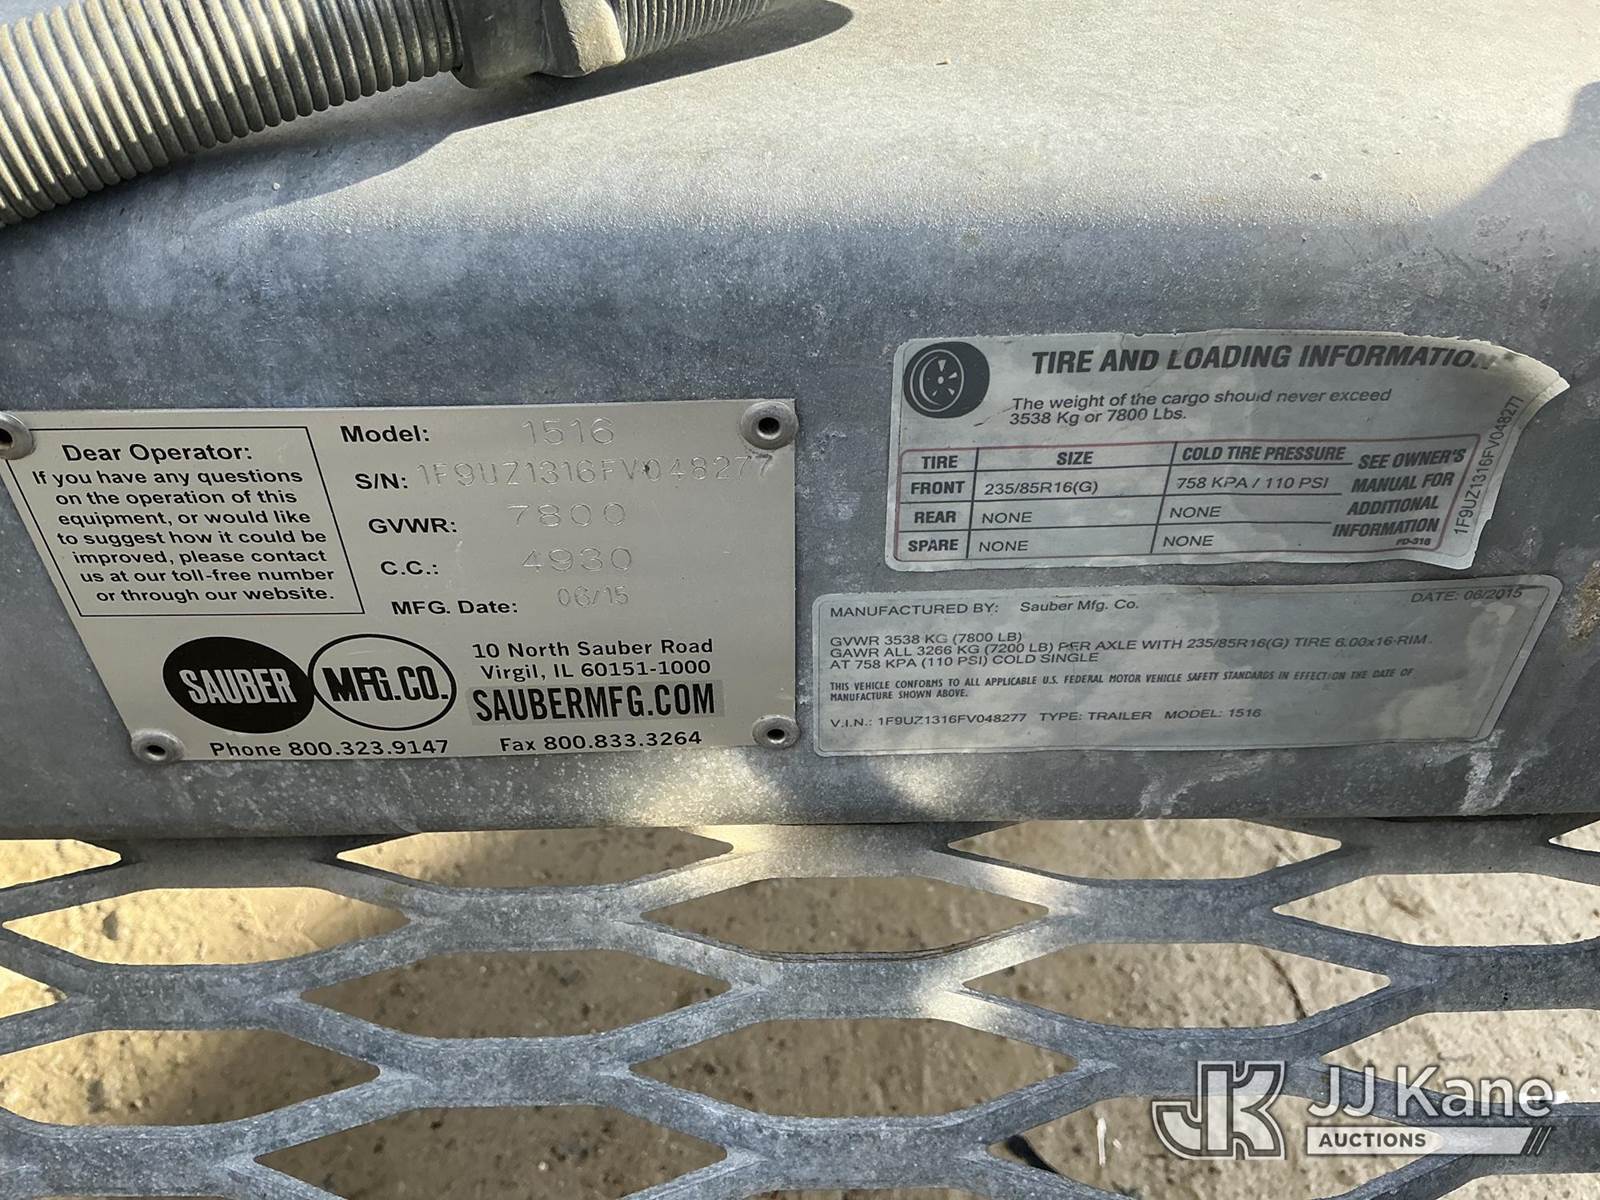 Dear Operator:
If you have any questions
on the operation of this
equipment, or would like
to suggest how it could be
improved, please contact
us at our toll-free number
or through our website.
Model: 1516
S/N: 1F9UZ1316FV048277
GVWR: 7800
C.C.: 4930
MFG. Date: 06/15
SAUBER MFG.CO.
10 North Sauber Road
Virgil, IL 60151-1000
SAUBERMFG.COM
Phone 800.323.9147 Fax 800.833.3264
TIRE AND LOADING INFORMATION
The weight of the cargo should never exceed
3538 Kg or 7800 Lbs.
TIRE SIZE COLD TIRE PRESSURE
FRONT 235/85R16(G) 758 KPA / 110 PSI
REAR NONE NONE
SPARE NONE NONE
SEE OWNER'S
MANUAL FOR
ADDITIONAL
INFORMATION
PD-316
1F9UZ1316FV048277
MANUFACTURED BY: Sauber Mfg. Co. DATE: 06/2015
GVWR 3538 KG (7800 LB)
GAWR ALL 3266 KG (7200 LB) PER AXLE WITH 235/85R16(G) TIRE 6.00x16 RIM.
AT 758 KPA (110 PSI) COLD SINGLE
THIS VEHICLE CONFORMS TO ALL APPLICABLE U.S. FEDERAL MOTOR VEHICLE SAFETY STANDARDS IN EFFECT ON THE DATE OF
MANUFACTURE SHOWN ABOVE.
V.I.N.: 1F9UZ1316FV048277 TYPE: TRAILER MODEL: 1516
JK JJ Kane
AUCTIONS